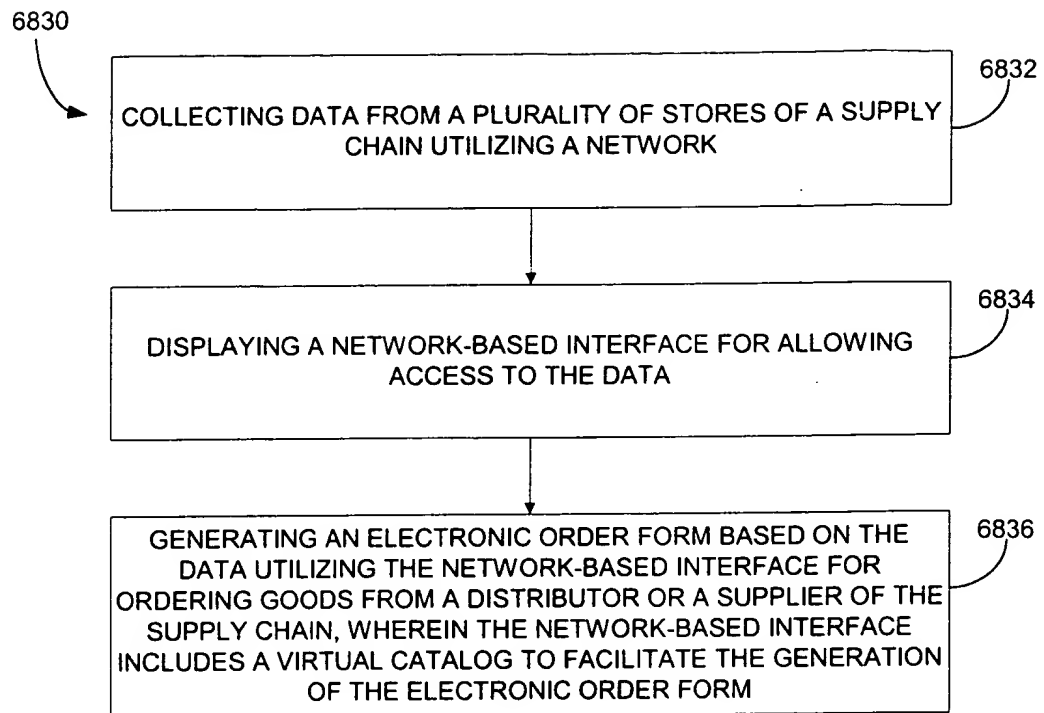 6830
6832
COLLECTING DATA FROM A PLURALITY OF STORES OF A SUPPLY
CHAIN UTILIZING A NETWORK
6834
DISPLAYING A NETWORK-BASED INTERFACE FOR ALLOWING
ACCESS TO THE DATA
6836
GENERATING AN ELECTRONIC ORDER FORM BASED ON THE
DATA UTILIZING THE NETWORK-BASED INTERFACE FOR
ORDERING GOODS FROM A DISTRIBUTOR OR A SUPPLIER OF THE
SUPPLY CHAIN, WHEREIN THE NETWORK-BASED INTERFACE
INCLUDES A VIRTUAL CATALOG TO FACILITATE THE GENERATION
OF THE ELECTRONIC ORDER FORM